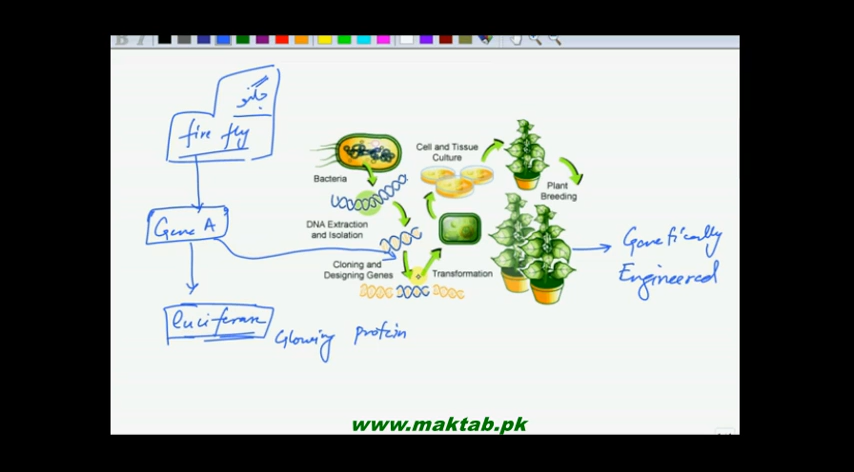 B I
جگنو
fire fly
Gene A
luciferase
Glowing protein
Bacteria
DNA Extraction
and Isolation
Cloning and
Designing Genes
Transformation
Cell and Tissue
Culture
Plant
Breeding
Genetically
Engineered
www.maktab.pk